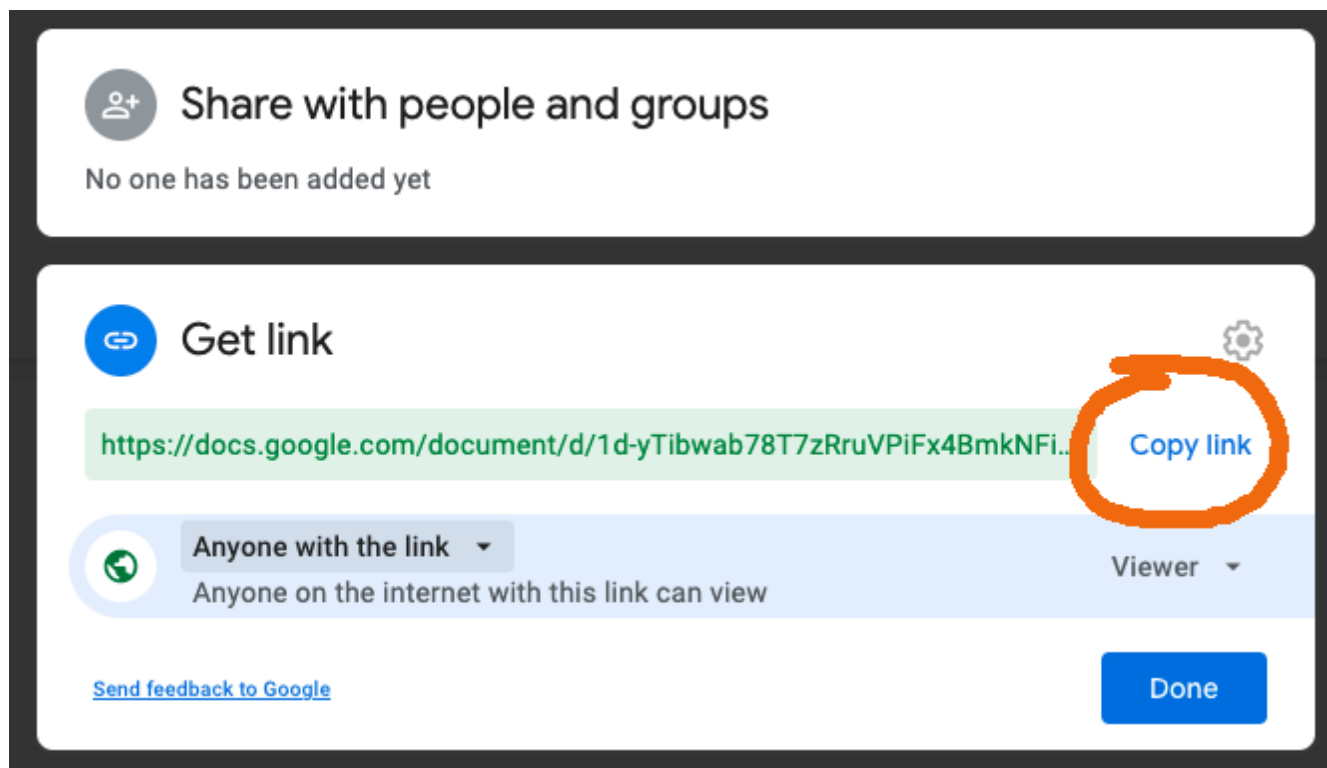 Share with people and groups
No one has been added yet
Get link
https://docs.google.com/document/d/1d-yTibwab78T7zRruVPiFx4BmkNFi...
Copy link
Anyone with the link
Anyone on the internet with this link can view
Viewer
Send feedback to Google
Done